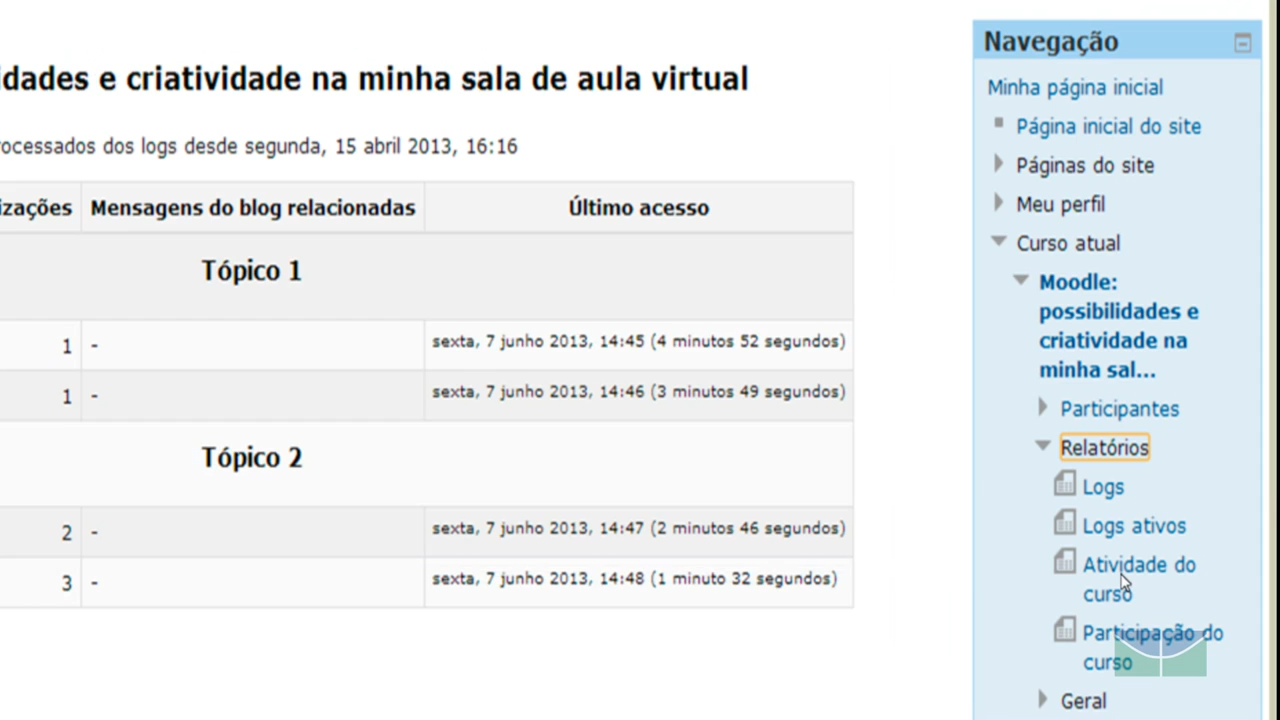 dades e criatividade na minha sala de aula virtual
ocessados dos logs desde segunda, 15 abril 2013, 16:16
izações Mensagens do blog relacionadas Último acesso
Tópico 1
1 - sexta, 7 junho 2013, 14:45 (4 minutos 52 segundos)
1 - sexta, 7 junho 2013, 14:46 (3 minutos 49 segundos)
Tópico 2
2 - sexta, 7 junho 2013, 14:47 (2 minutos 46 segundos)
3 - sexta, 7 junho 2013, 14:48 (1 minuto 32 segundos)
Navegação
Minha página inicial
Página inicial do site
Páginas do site
Meu perfil
Curso atual
Moodle:
possibilidades e
criatividade na
minha sal...
Participantes
Relatórios
Logs
Logs ativos
Atividade do
curso
Participação do
curso
Geral